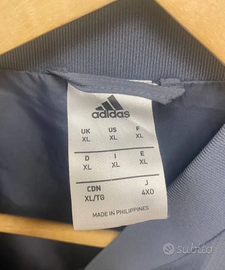 adidas
UK US F
XL XL XL
D I E
XL XL XL
CDN J
XL/TG 4XO
MADE IN PHILIPPINES
subito